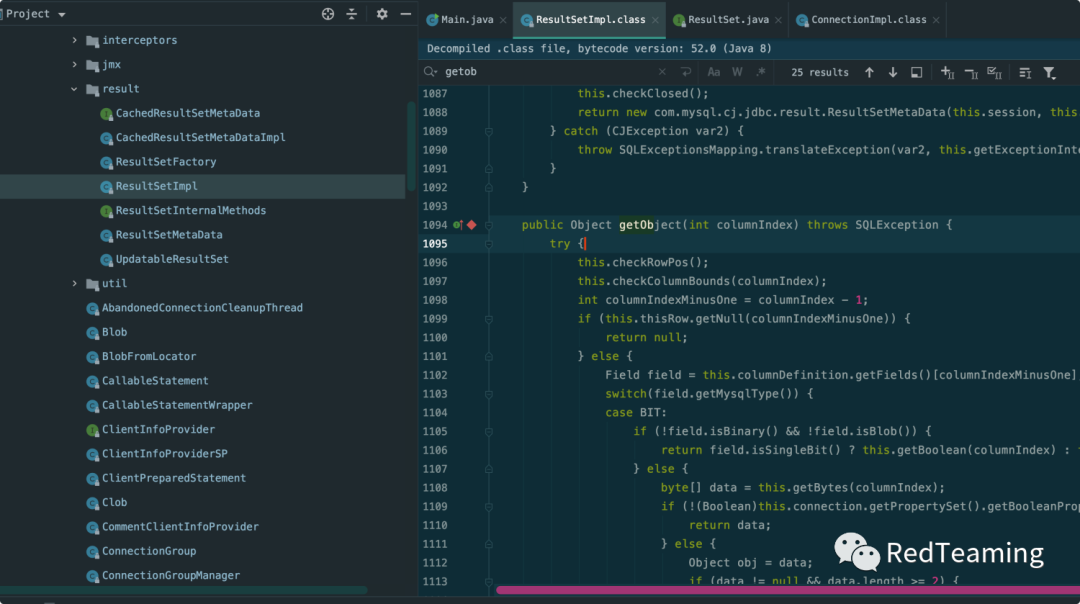 Project
interceptors
jmx
result
CachedResultSetMetaData
CachedResultSetMetaDataImpl
ResultSetFactory
ResultSetImpl
ResultSetInternalMethods
ResultSetMetaData
UpdatableResultSet
util
AbandonedConnectionCleanupThread
Blob
BlobFromLocator
CallableStatement
CallableStatementWrapper
ClientInfoProvider
ClientInfoProviderSP
ClientPreparedStatement
Clob
CommentClientInfoProvider
ConnectionGroup
ConnectionGroupManager
Main.java ResultSetImpl.class ResultSet.java ConnectionImpl.class
Decompiled .class file, bytecode version: 52.0 (Java 8)
getob Aa W .* 25 results
1087 this.checkClosed();
1088 return new com.mysql.cj.jdbc.result.ResultSetMetaData(this.session, this
1089 } catch (CJException var2) {
1090 throw SQLExceptionsMapping.translateException(var2, this.getExceptionInte
1091 }
1092 }
1093
1094 public Object getObject(int columnIndex) throws SQLException {
1095 try {
1096 this.checkRowPos();
1097 this.checkColumnBounds(columnIndex);
1098 int columnIndexMinusOne = columnIndex - 1;
1099 if (this.thisRow.getNull(columnIndexMinusOne)) {
1100 return null;
1101 } else {
1102 Field field = this.columnDefinition.getFields()[columnIndexMinusOne]
1103 switch(field.getMysqlType()) {
1104 case BIT:
1105 if (!field.isBinary() && !field.isBlob()) {
1106 return field.isSingleBit() ? this.getBoolean(columnIndex) :
1107 } else {
1108 byte[] data = this.getBytes(columnIndex);
1109 if (!(Boolean)this.connection.getPropertySet().getBooleanProp
1110 return data;
1111 } else {
1112 Object obj = data;
1113 if (data != null && data.length >= 2) {
RedTeaming